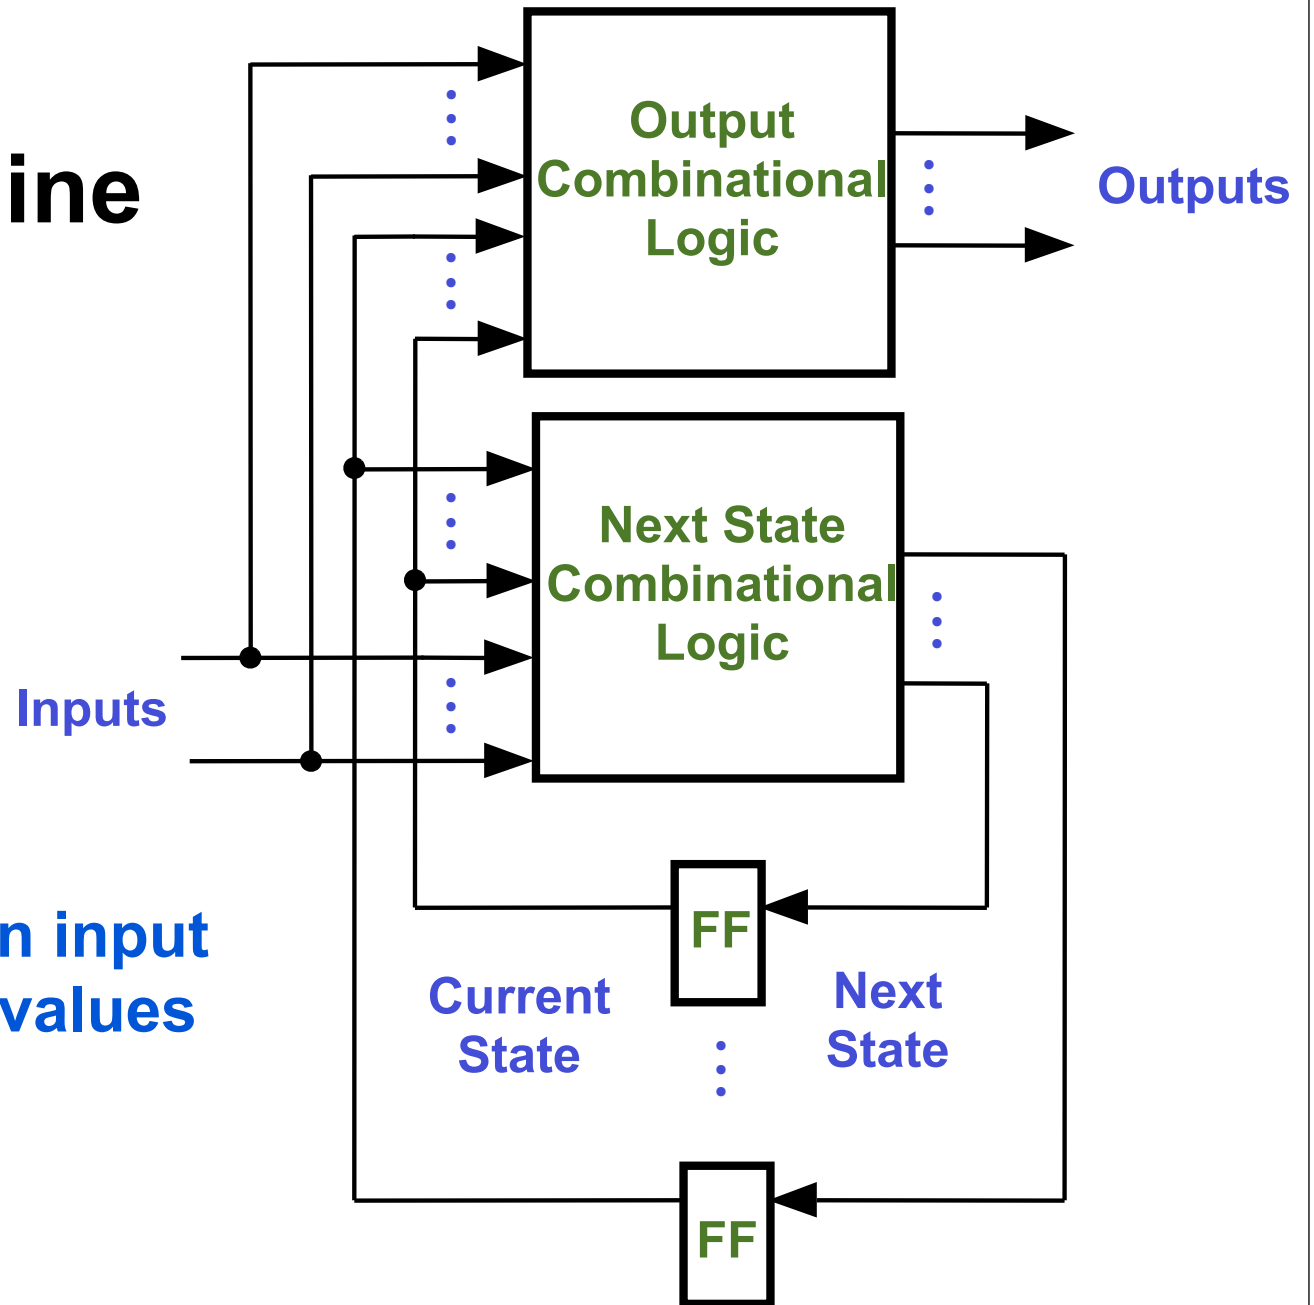 Output
Combinational
Logic
ine
Outputs
Next State
Combinational
Logic
Inputs
n input
values
FF
Current
State
Next
State
FF